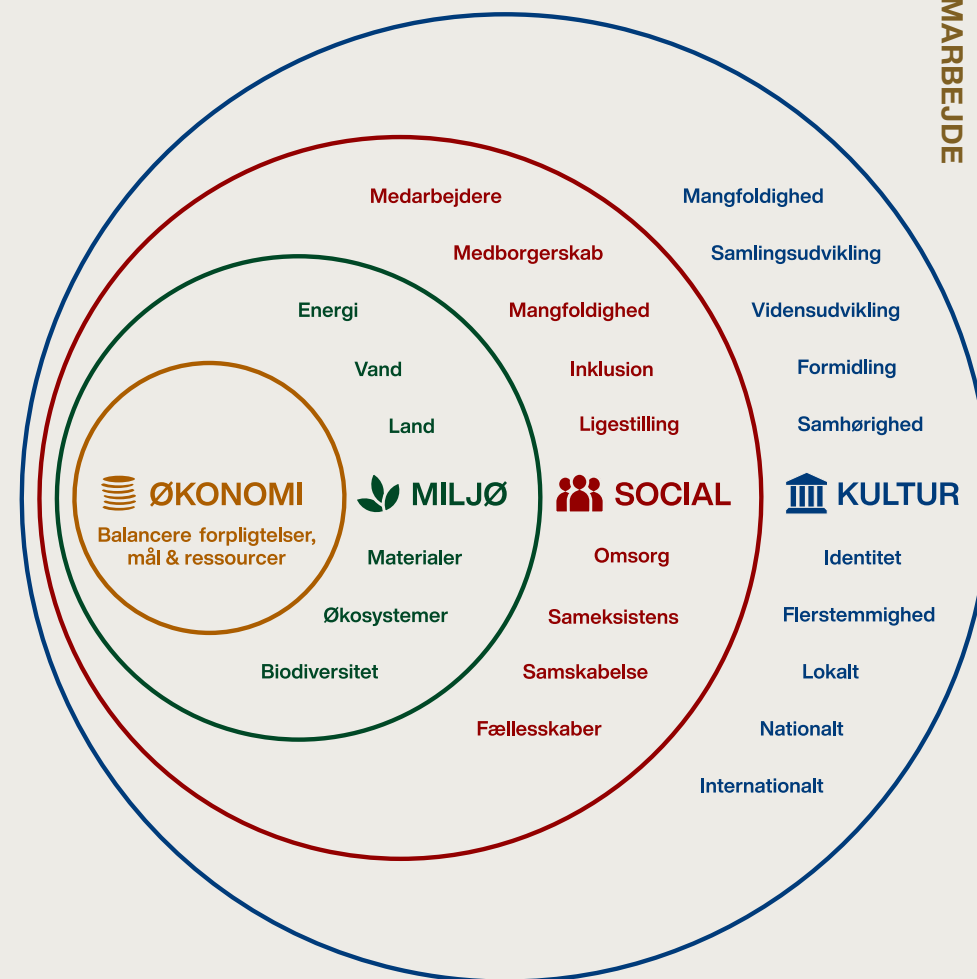 MARBEJDE
ØKONOMI
Balancere forpligtelser,
mål & ressourcer
Energi
Vand
Land
MILJØ
Materialer
Økosystemer
Biodiversitet
Medarbejdere
Medborgerskab
Mangfoldighed
Inklusion
Ligestilling
SOCIAL
Omsorg
Sameksistens
Samskabelse
Fællesskaber
Mangfoldighed
Samlingsudvikling
Vidensudvikling
Formidling
Samhørighed
KULTUR
Identitet
Flerstemmighed
Lokalt
Nationalt
Internationalt